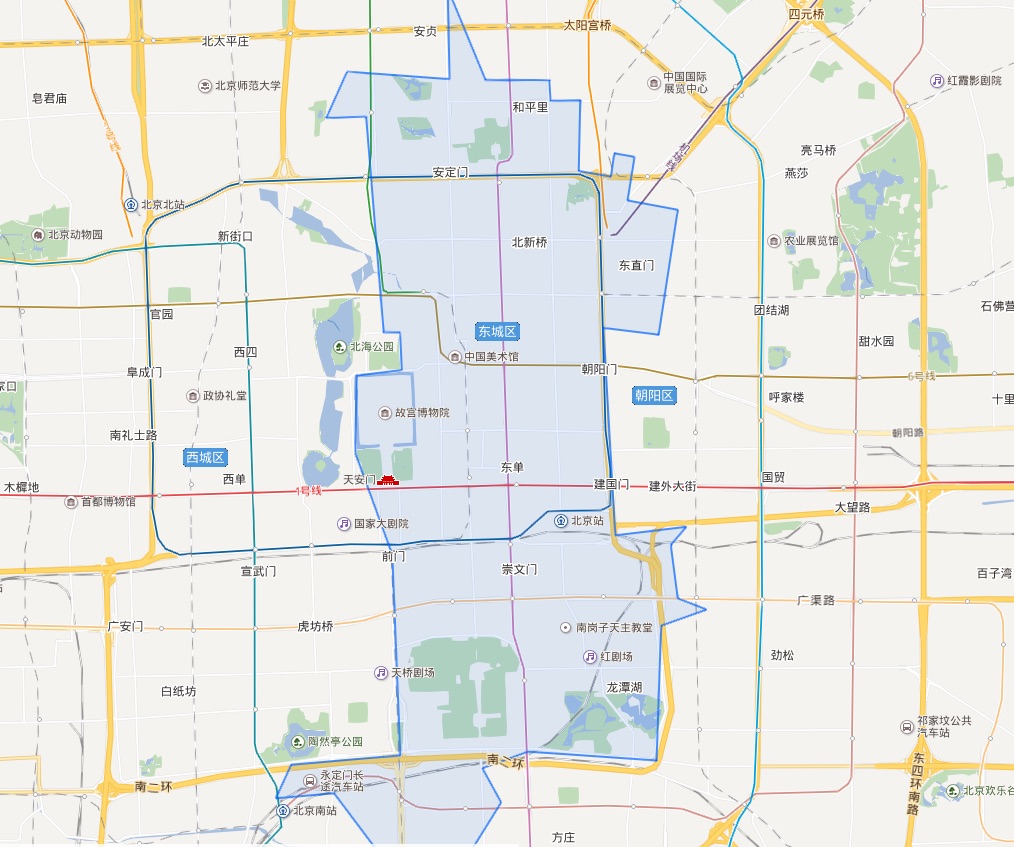 四元桥
太阳宫桥
安贞
北太平庄
中国国际
展览中心
北京师范大学
红霞影剧院
皂君庙
和平里
亮马桥
安定门
燕莎
北京北站
北京动物园
新街口
北新桥
农业展览馆
东直门
石佛营
官园
团结湖
东城区
甜水园
西四
北海公园
中国美术馆
阜成门
朝阳门
6号线
家口
政协礼堂
朝阳区
呼家楼
十里
故宫博物院
南礼士路
朝阳路
西城区
东单
西单
天安门
国贸
木樨地
1号线
建国门
建外大街
首都博物馆
大望路
国家大剧院
北京站
前门
宣武门
崇文门
百子湾
广渠路
广安门
虎坊桥
南岗子天主教堂
劲松
红剧场
天桥剧场
白纸坊
龙潭湖
祁家坟公共
汽车站
陶然亭公园
南二环
东四环南路
永定门长
途汽车站
南二环
北京欢乐谷
北京南站
方庄